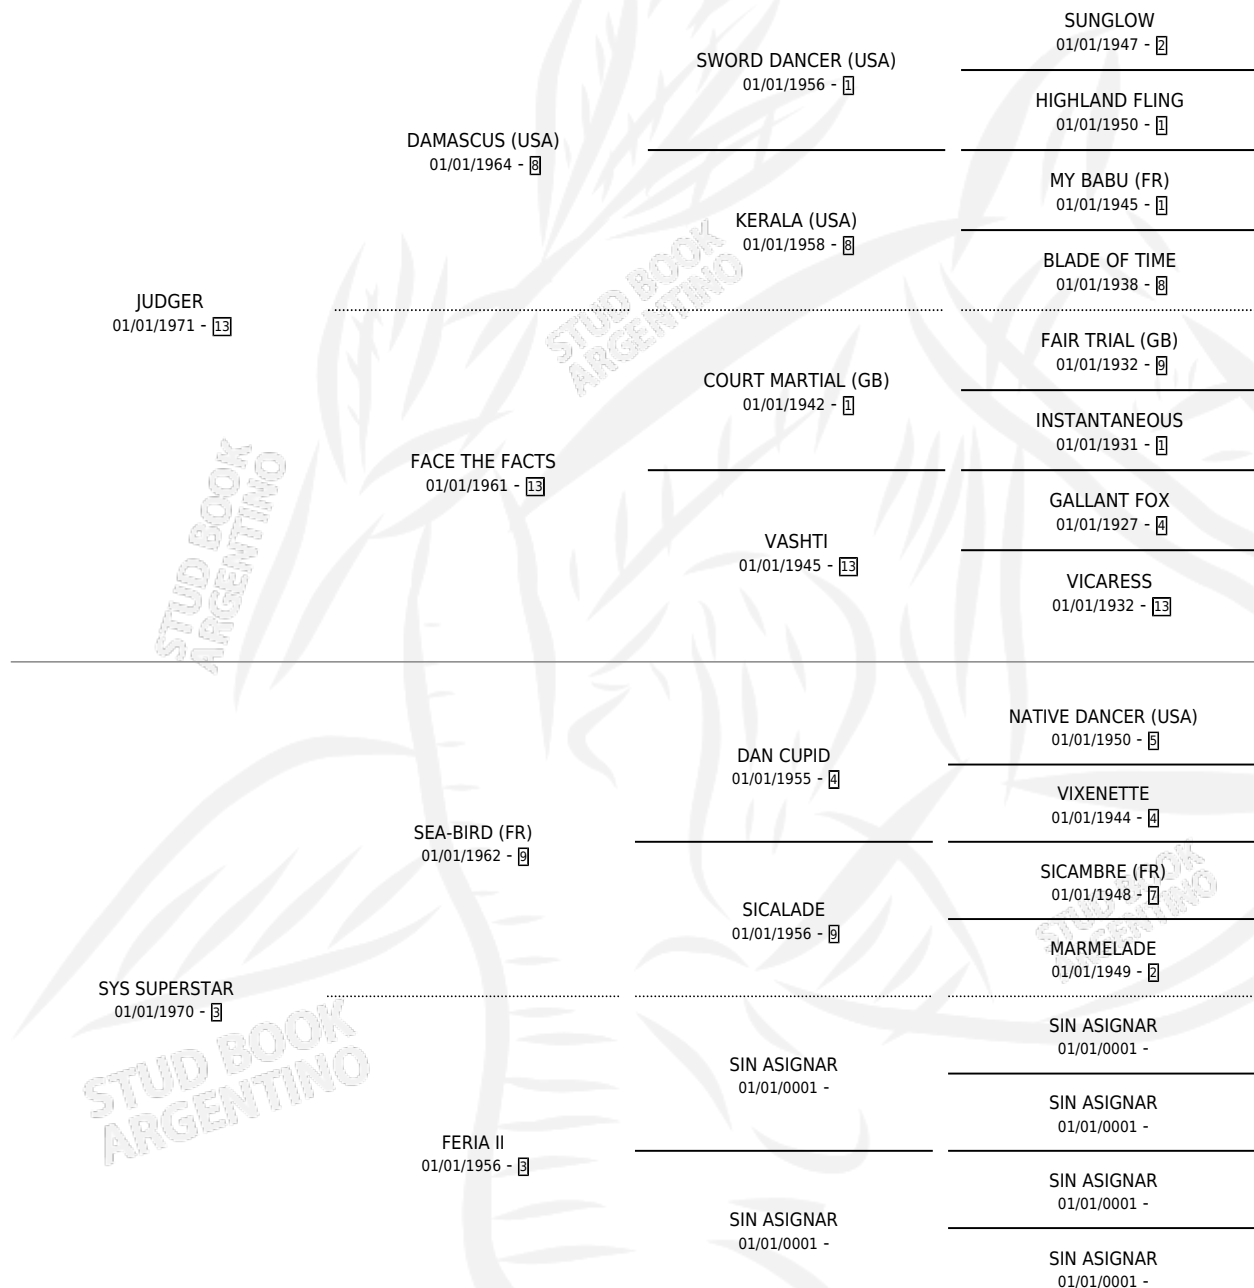 SUNGLOW
01/01/1947 - 2
SWORD DANCER (USA)
01/01/1956 - 1
HIGHLAND FLING
01/01/1950 - 1
DAMASCUS (USA)
01/01/1964 - 8
MY BABU (FR)
01/01/1945 - 1
KERALA (USA)
01/01/1958 - 8
BLADE OF TIME
01/01/1938 - 8
JUDGER
01/01/1971 - 13
FAIR TRIAL (GB)
01/01/1932 - 9
COURT MARTIAL (GB)
01/01/1942 - 1
INSTANTANEOUS
01/01/1931 - 1
FACE THE FACTS
01/01/1961 - 13
GALLANT FOX
01/01/1927 - 4
VASHTI
01/01/1945 - 13
VICARESS
01/01/1932 - 13
NATIVE DANCER (USA)
01/01/1950 - 5
DAN CUPID
01/01/1955 - 4
VIXENETTE
01/01/1944 - 4
SEA-BIRD (FR)
01/01/1962 - 9
SICAMBRE (FR)
01/01/1948 - 7
SICALADE
01/01/1956 - 9
MARMELADE
01/01/1949 - 2
SYS SUPERSTAR
01/01/1970 - 3
SIN ASIGNAR
01/01/0001 -
SIN ASIGNAR
01/01/0001 -
SIN ASIGNAR
01/01/0001 -
FERIA II
01/01/1956 - 3
SIN ASIGNAR
01/01/0001 -
SIN ASIGNAR
01/01/0001 -
SIN ASIGNAR
01/01/0001 -
STUD BOOK
ARGENTINO
STUD BOOK
ARGENTINO
STUD BOOK
ARGENTINO
STUD BOOK
ARGENTINO